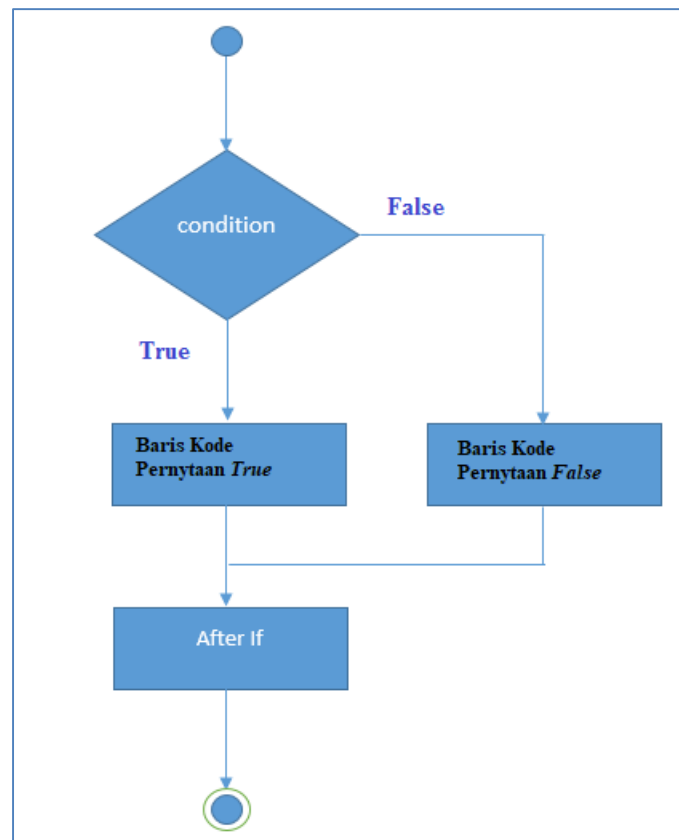 condition
False
True
Baris Kode
Pernytaan True
Baris Kode
Pernytaan False
After If